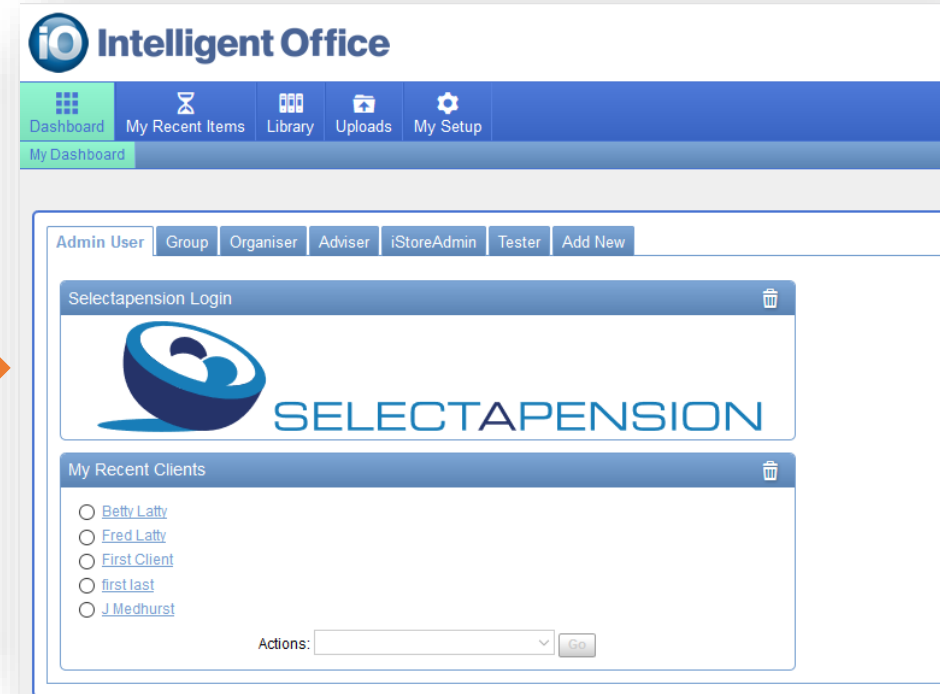 iO Intelligent Office
Dashboard My Recent Items Library Uploads My Setup
My Dashboard
Admin User Group Organiser Adviser iStoreAdmin Tester Add New
Selectapension Login
SELECTAPENSION
My Recent Clients
Betty Latty
Fred Latty
First Client
first last
J Medhurst
Actions: Go